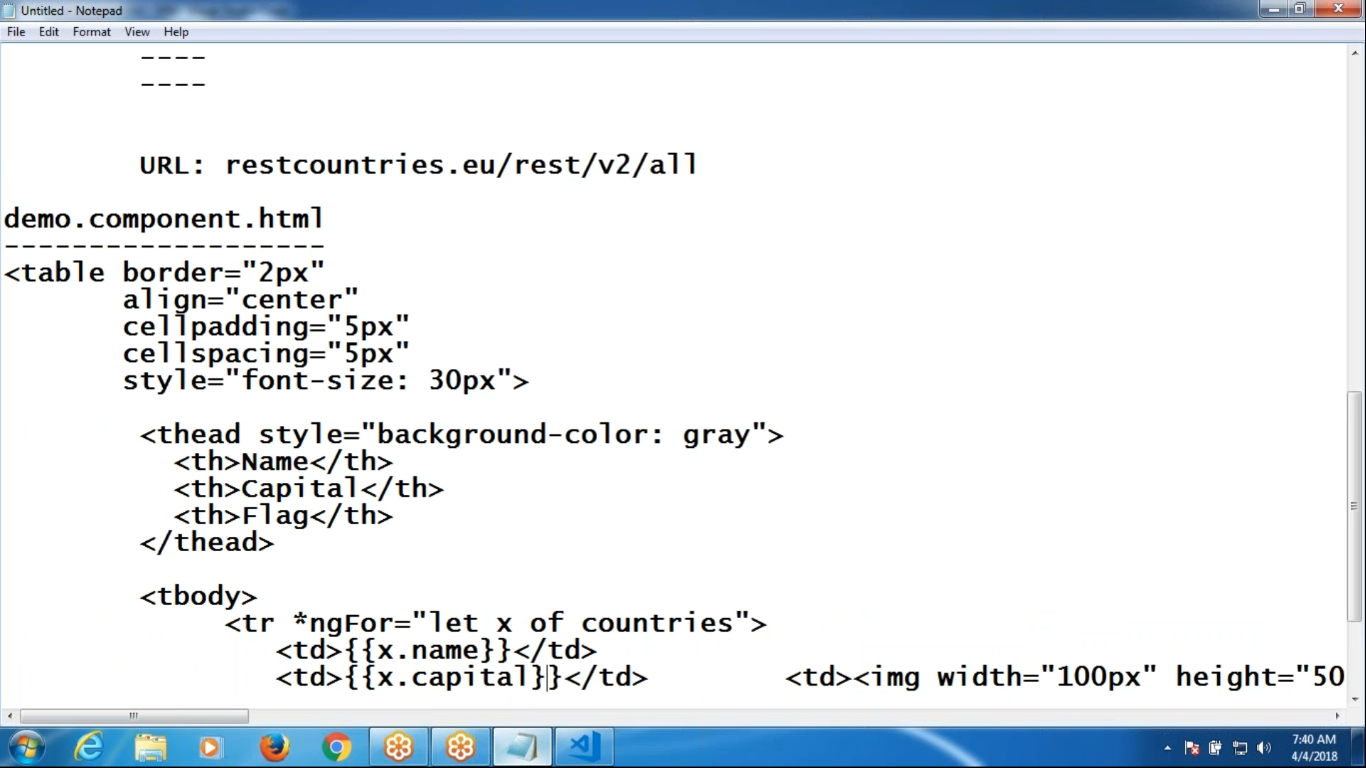 Untitled - Notepad
File Edit Format View Help
----
----
URL: restcountries.eu/rest/v2/all
demo.component.html
-------------------
<table border="2px"
align="center"
cellpadding="5px"
cellspacing="5px"
style="font-size: 30px">
<thead style="background-color: gray">
<th>Name</th>
<th>Capital</th>
<th>Flag</th>
</thead>
<tbody>
<tr *ngFor="let x of countries">
<td>{{x.name}}</td>
<td>{{x.capital}}</td> <td><img width="100px" height="50
7:40 AM
4/4/2018